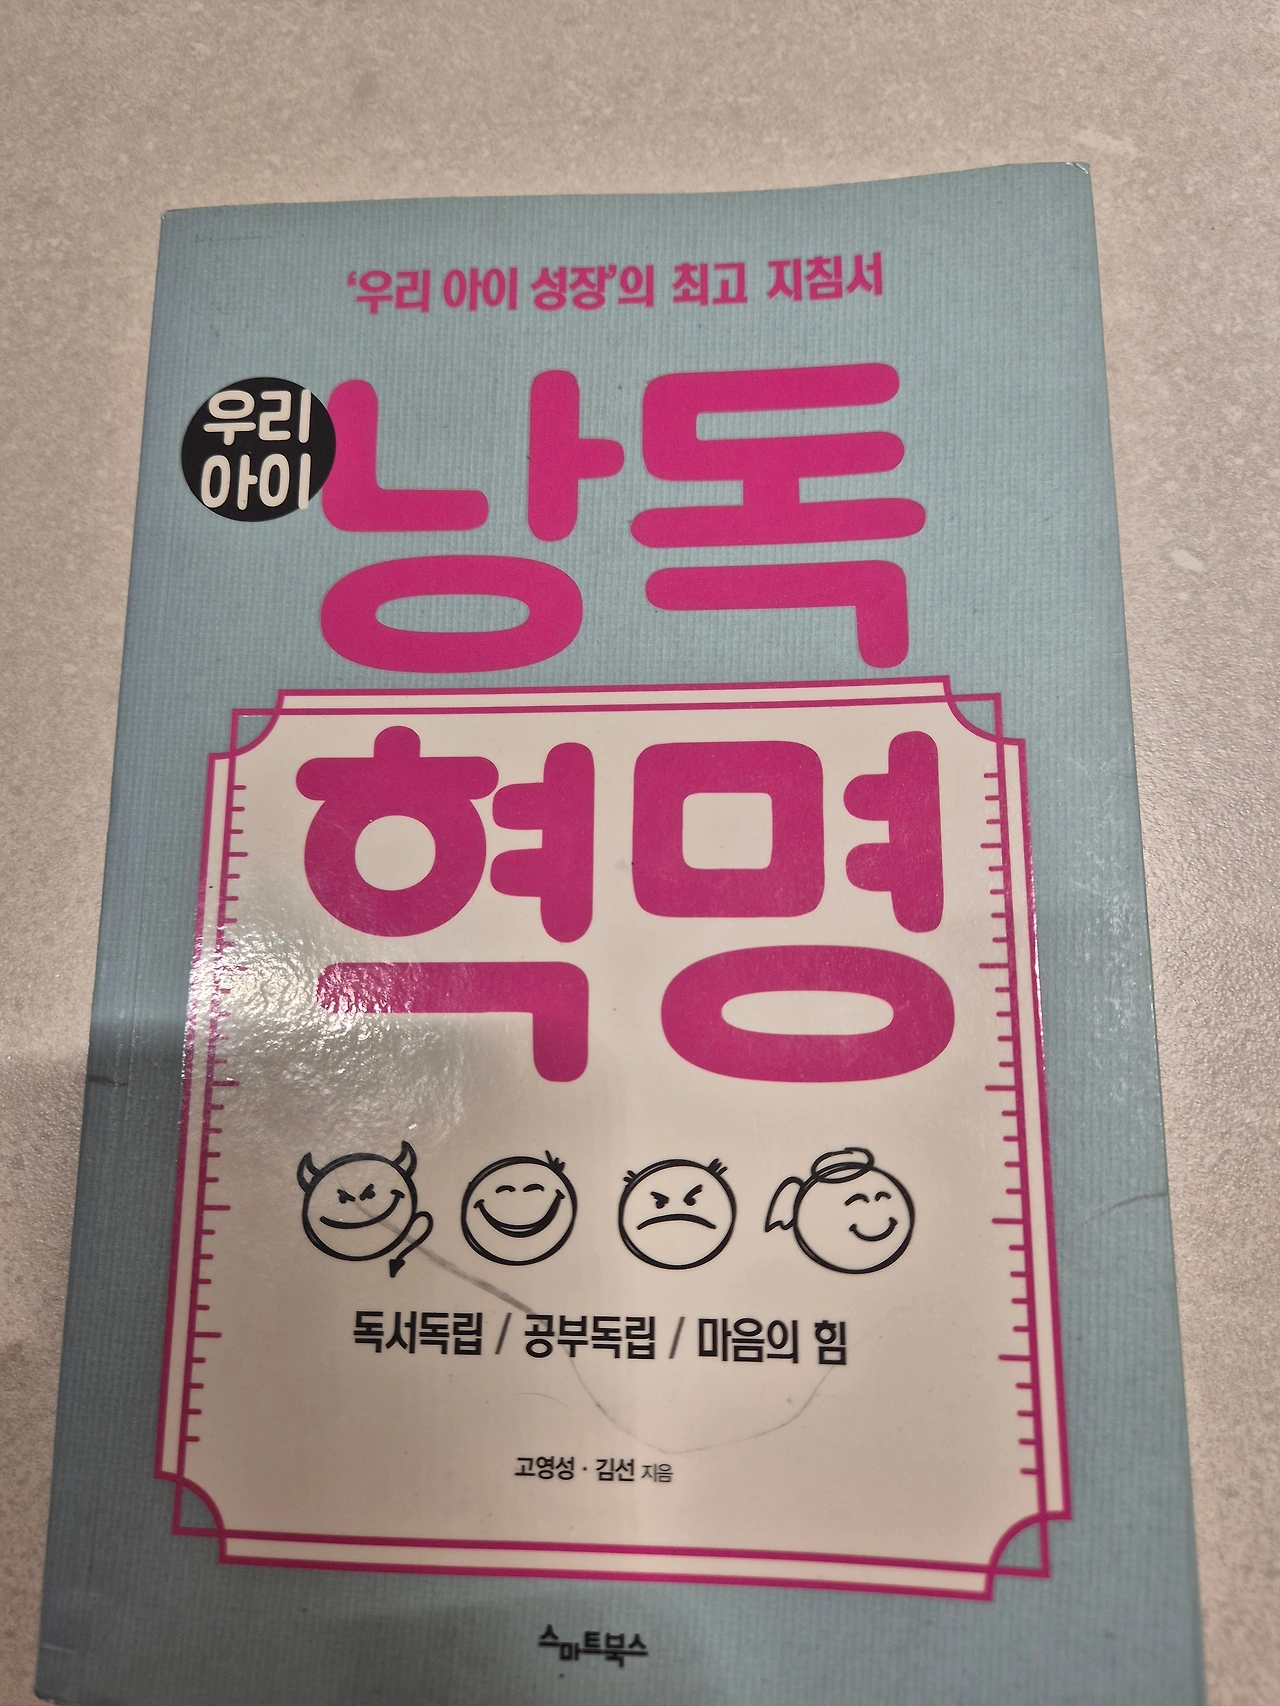 '우리 아이 성장'의 최고 지침서
우리
아이
낭독
혁명
독서독립 / 공부독립 / 마음의 힘
고영성 · 김선 지음
스마트북스